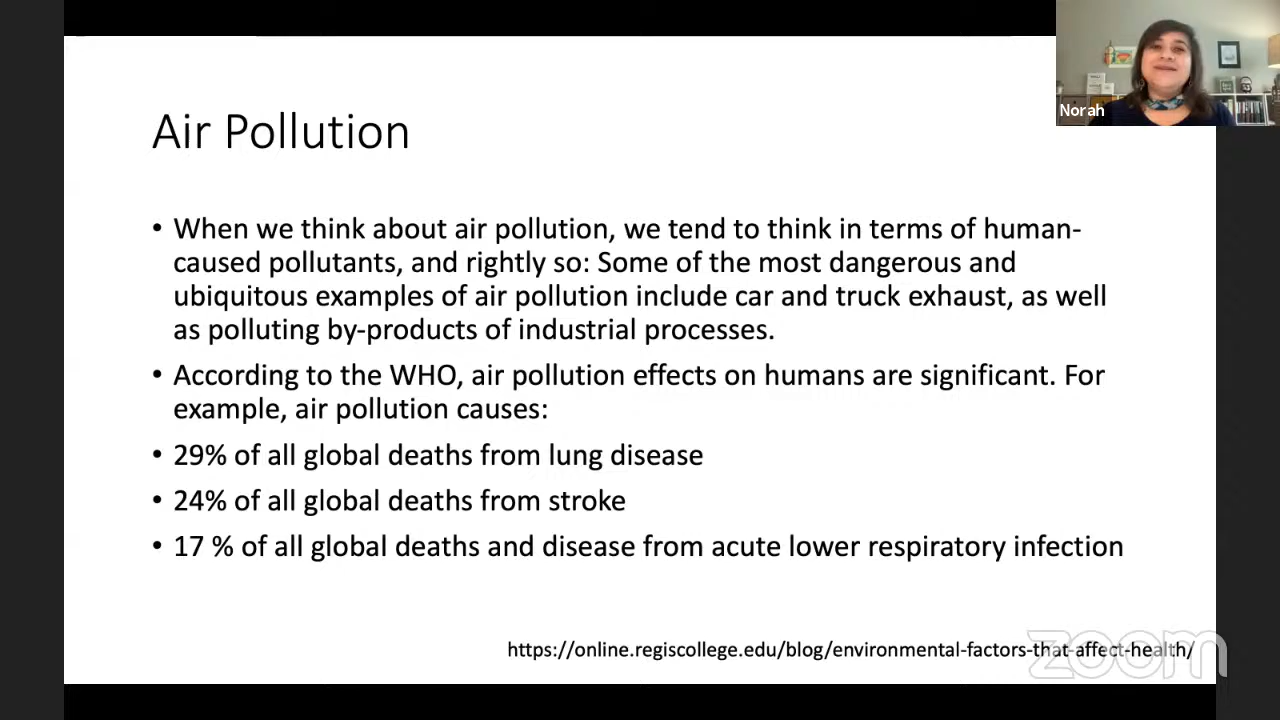 Norah
Air Pollution
• When we think about air pollution, we tend to think in terms of human-
caused pollutants, and rightly so: Some of the most dangerous and
ubiquitous examples of air pollution include car and truck exhaust, as well
as polluting by-products of industrial processes.
• According to the WHO, air pollution effects on humans are significant. For
example, air pollution causes:
• 29% of all global deaths from lung disease
• 24% of all global deaths from stroke
• 17 % of all global deaths and disease from acute lower respiratory infection
https://online.regiscollege.edu/blog/environmental-factors-that-affect-health/
zoom